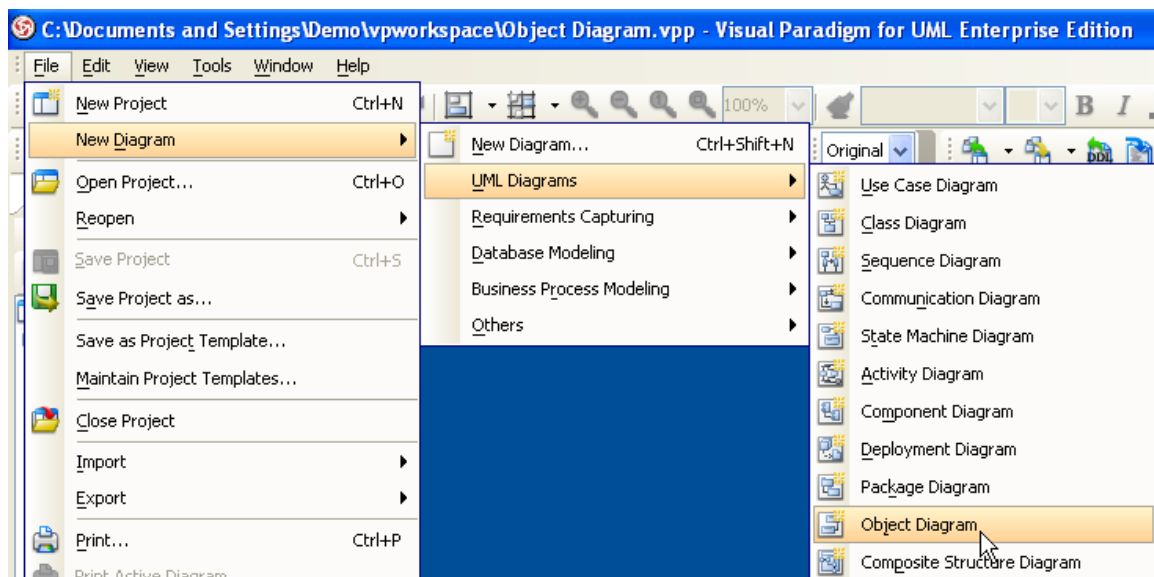 C:\Documents and Settings\Demo\vpworkspace\Object Diagram.vpp - Visual Paradigm for UML Enterprise Edition
File Edit View Tools Window Help
100% B I
Original
DDL
New Project Ctrl+N
New Diagram
Open Project... Ctrl+O
Reopen
Save Project Ctrl+S
Save Project as...
Save as Project Template...
Maintain Project Templates...
Close Project
Import
Export
Print... Ctrl+P
Print Active Diagram
New Diagram... Ctrl+Shift+N
UML Diagrams
Requirements Capturing
Database Modeling
Business Process Modeling
Others
Use Case Diagram
Class Diagram
Sequence Diagram
Communication Diagram
State Machine Diagram
Activity Diagram
Component Diagram
Deployment Diagram
Package Diagram
Object Diagram
Composite Structure Diagram